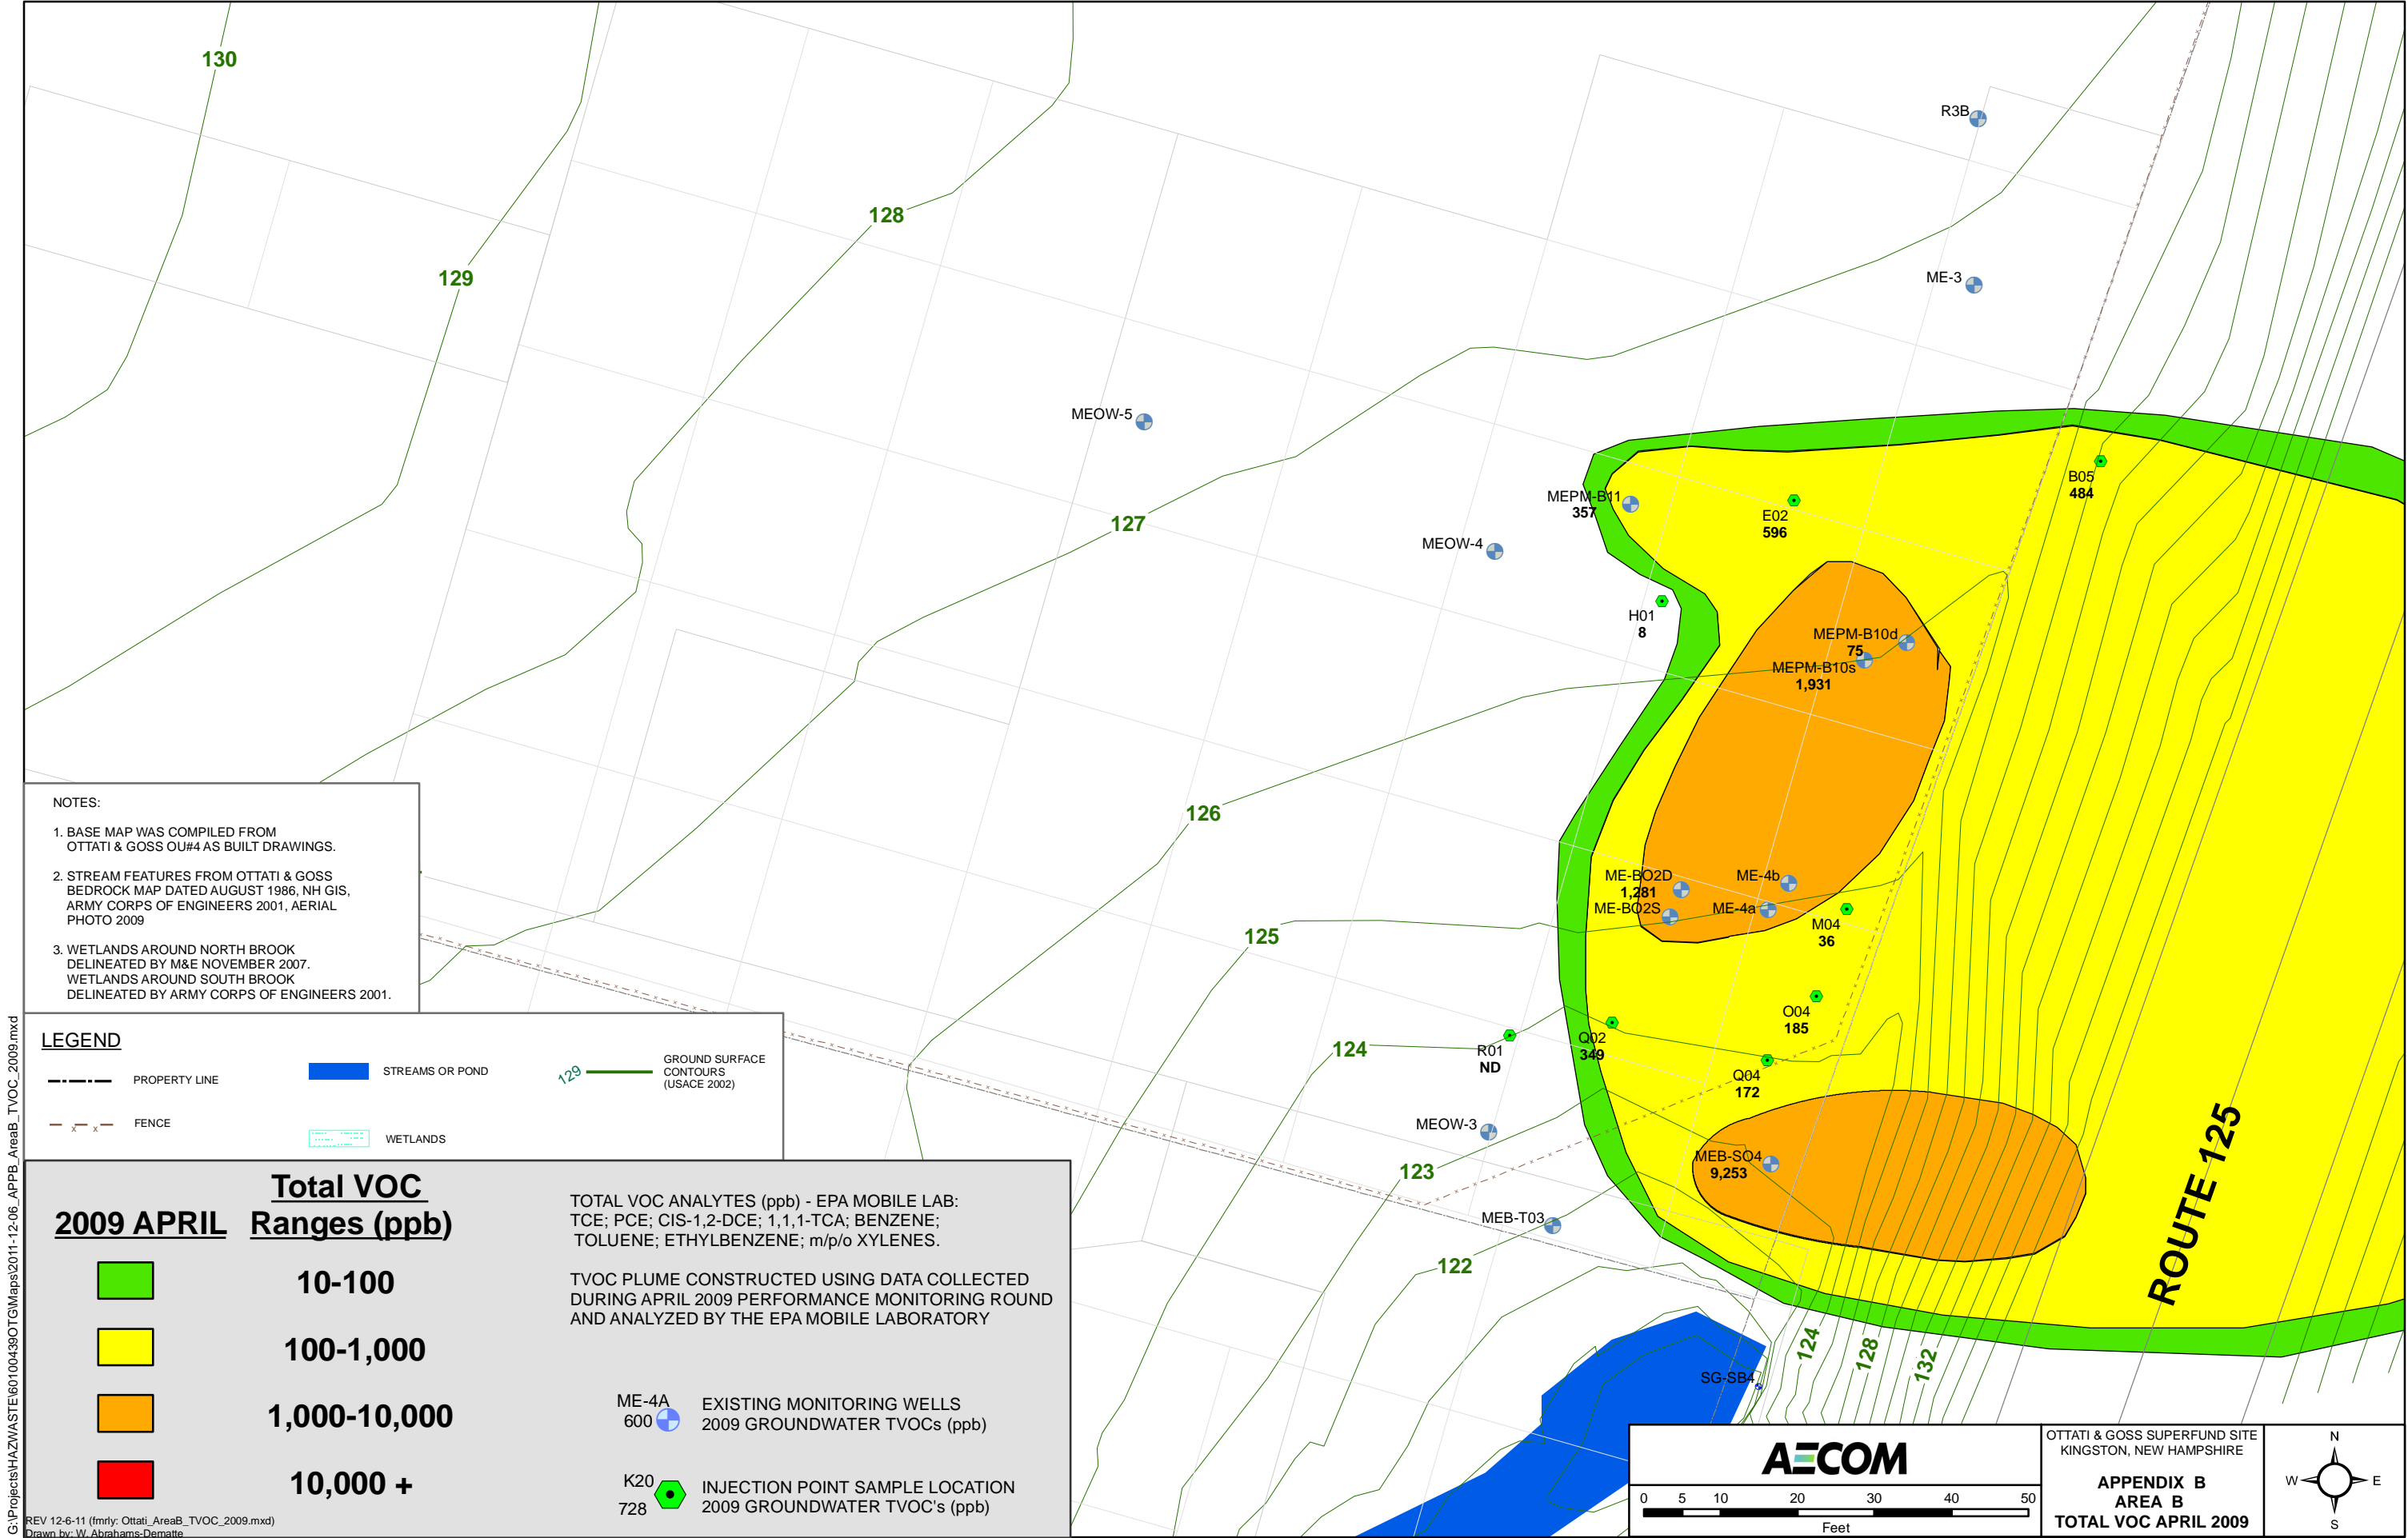 130
129
128
127
126
125
124
123
122
R3B
ME-3
MEOW-5
MEOW-4
MEPM-B11
357
E02
596
B05
484
H01
8
MEPM-B10d
75
MEPM-B10s
1,931
ME-BO2D
1,281
ME-BO2S
ME-4b
ME-4a
M04
36
O04
185
Q02
349
R01
ND
Q04
172
MEOW-3
MEB-SO4
9,253
MEB-T03
SG-SB4
124
128
132
ROUTE 125
NOTES:
1. BASE MAP WAS COMPILED FROM
OTTATI & GOSS OU#4 AS BUILT DRAWINGS.
2. STREAM FEATURES FROM OTTATI & GOSS
BEDROCK MAP DATED AUGUST 1986, NH GIS,
ARMY CORPS OF ENGINEERS 2001, AERIAL
PHOTO 2009
3. WETLANDS AROUND NORTH BROOK
DELINEATED BY M&E NOVEMBER 2007.
WETLANDS AROUND SOUTH BROOK
DELINEATED BY ARMY CORPS OF ENGINEERS 2001.
LEGEND
PROPERTY LINE
FENCE
STREAMS OR POND
WETLANDS
129
GROUND SURFACE
CONTOURS
(USACE 2002)
2009 APRIL
Total VOC
Ranges (ppb)
10-100
100-1,000
1,000-10,000
10,000 +
TOTAL VOC ANALYTES (ppb) - EPA MOBILE LAB:
TCE; PCE; CIS-1,2-DCE; 1,1,1-TCA; BENZENE;
TOLUENE; ETHYLBENZENE; m/p/o XYLENES.
TVOC PLUME CONSTRUCTED USING DATA COLLECTED
DURING APRIL 2009 PERFORMANCE MONITORING ROUND
AND ANALYZED BY THE EPA MOBILE LABORATORY
ME-4A
600
EXISTING MONITORING WELLS
2009 GROUNDWATER TVOCs (ppb)
K20
728
INJECTION POINT SAMPLE LOCATION
2009 GROUNDWATER TVOC's (ppb)
REV 12-6-11 (fmrly: Ottati_AreaB_TVOC_2009.mxd)
Drawn by: W. Abrahams-Dematte
G:\Projects\HAZWASTE\60100439OTG\Maps\2011-12-06_APPB_AreaB_TVOC_2009.mxd
AECOM
0 5 10 20 30 40 50
Feet
OTTATI & GOSS SUPERFUND SITE
KINGSTON, NEW HAMPSHIRE
APPENDIX B
AREA B
TOTAL VOC APRIL 2009
N
W E
S